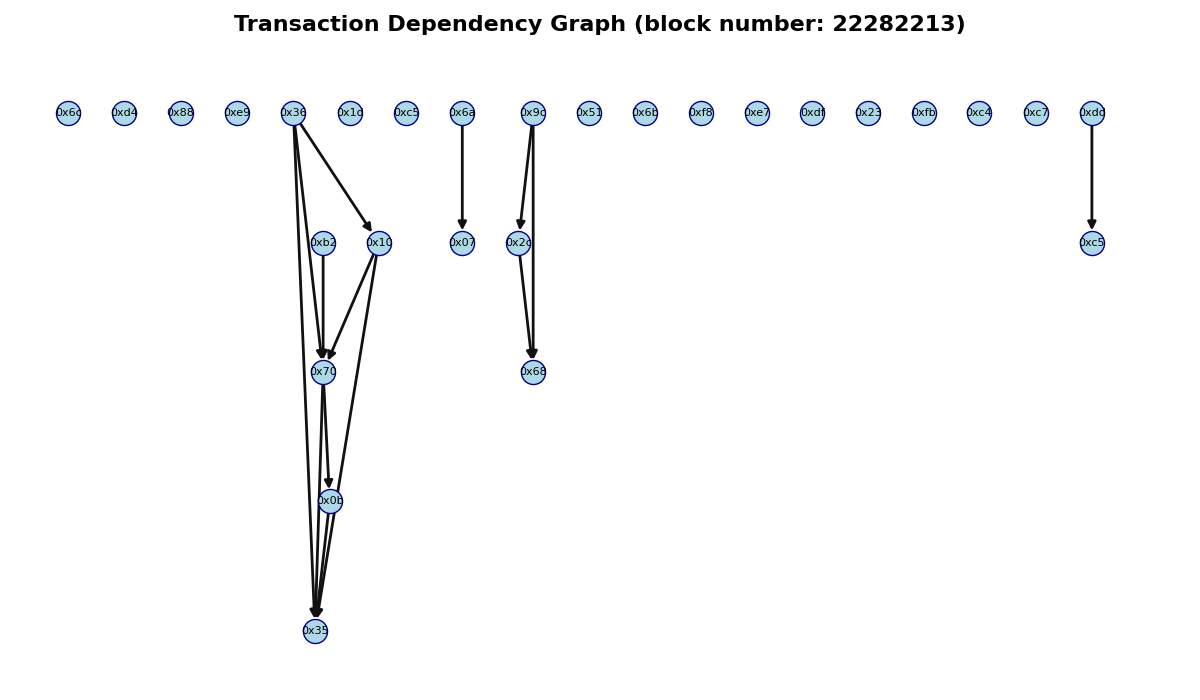 Transaction Dependency Graph (block number: 22282213)
0x6c 0xd4 0x88 0xe9 0x36 0x1d 0xc5 0x6a 0x9c 0x51 0x6b 0xf8 0xe7 0xdf 0x23 0xfb 0xc4 0xc7 0xdd
0xb2 0x10 0x07 0x2c 0xc5
0x70 0x68
0x0b
0x35